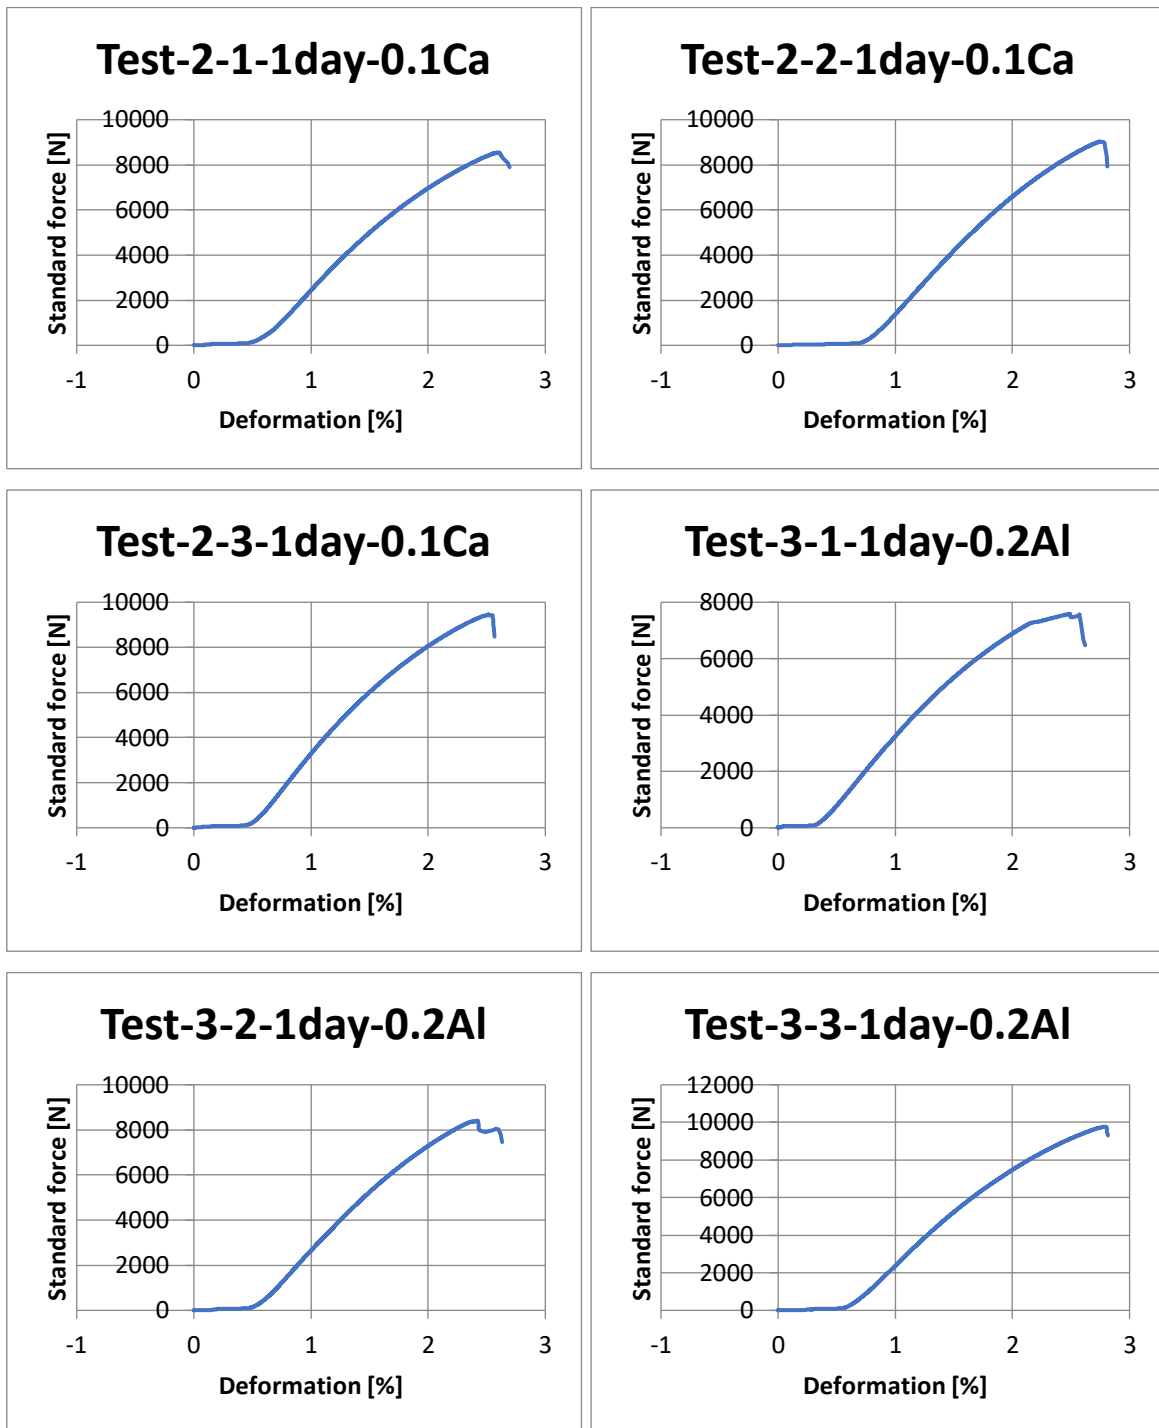 Test-2-1-1day-0.1Ca
Standard force [N]
10000
8000
6000
4000
2000
0
-1 0 1 2 3
Deformation [%]
Test-2-2-1day-0.1Ca
Standard force [N]
10000
8000
6000
4000
2000
0
-1 0 1 2 3
Deformation [%]
Test-2-3-1day-0.1Ca
Standard force [N]
10000
8000
6000
4000
2000
0
-1 0 1 2 3
Deformation [%]
Test-3-1-1day-0.2Al
Standard force [N]
8000
6000
4000
2000
0
-1 0 1 2 3
Deformation [%]
Test-3-2-1day-0.2Al
Standard force [N]
10000
8000
6000
4000
2000
0
-1 0 1 2 3
Deformation [%]
Test-3-3-1day-0.2Al
Standard force [N]
12000
10000
8000
6000
4000
2000
0
-1 0 1 2 3
Deformation [%]